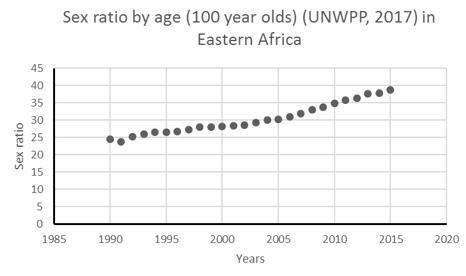 Sex ratio by age (100 year olds) (UNWPP, 2017) in
Eastern Africa
Sex ratio
45
40
35
30
25
20
15
10
5
0
1985 1990 1995 2000 2005 2010 2015 2020
Years